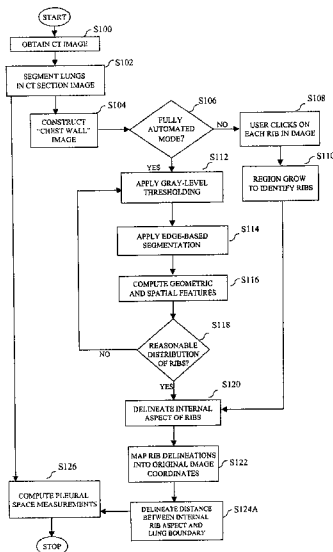 START
S100
OBTAIN CT IMAGE
S102
SEGMENT LUNGS
IN CT SECTION IMAGE
S104
CONSTRUCT
"CHEST WALL"
IMAGE
S106
FULLY
AUTOMATED
MODE?
NO
YES
S108
USER CLICKS ON
EACH RIB IN IMAGE
S110
REGION GROW
TO IDENTIFY RIBS
S112
APPLY GRAY-LEVEL
THRESHOLDING
S114
APPLY EDGE-BASED
SEGMENTATION
S116
COMPUTE GEOMETRIC
AND SPATIAL FEATURES
S118
REASONABLE
DISTRIBUTION
OF RIBS?
NO
YES
S120
DELINEATE INTERNAL
ASPECT OF RIBS
S122
MAP RIB DELINEATIONS
INTO ORIGINAL IMAGE
COORDINATES
S124A
DELINEATE DISTANCE
BETWEEN INTERNAL
RIB ASPECT AND
LUNG BOUNDARY
S126
COMPUTE PLEURAL
SPACE MEASUREMENTS
STOP